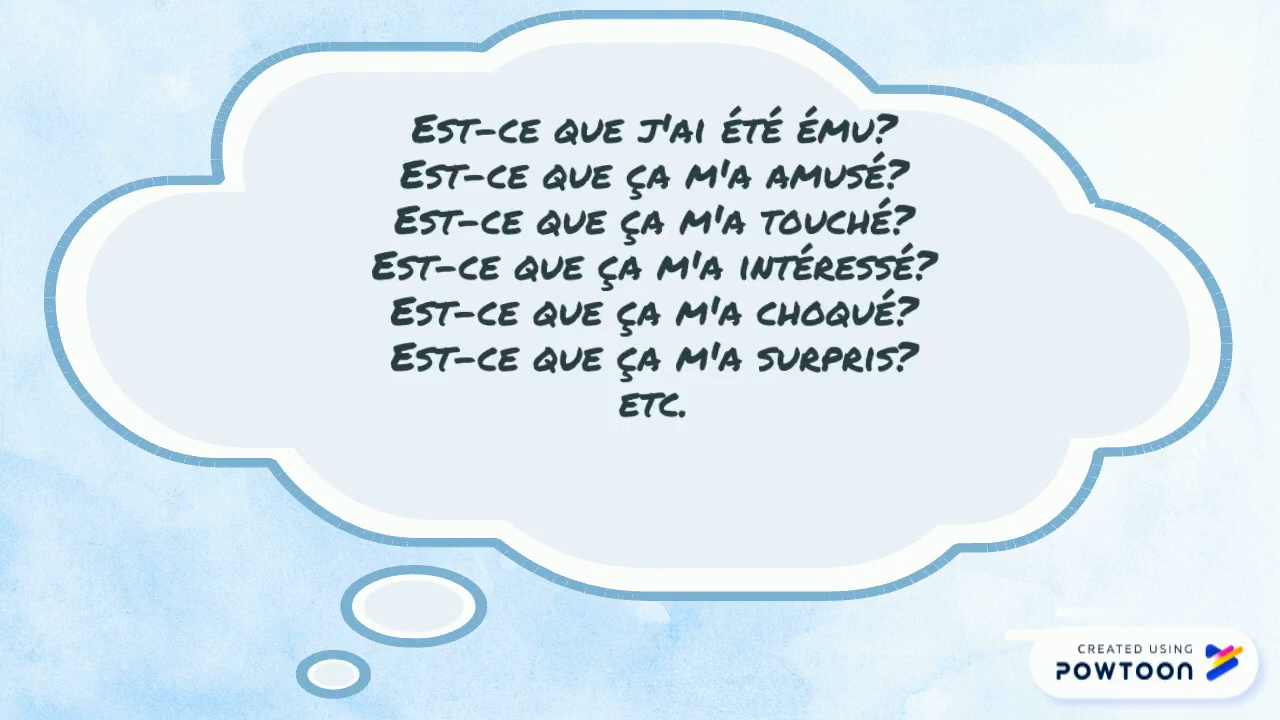 Est-ce que j'ai été ému?
Est-ce que ça m'a amusé?
Est-ce que ça m'a touché?
Est-ce que ça m'a intéressé?
Est-ce que ça m'a choqué?
Est-ce que ça m'a surpris?
etc.
CREATED USING
POWTOON